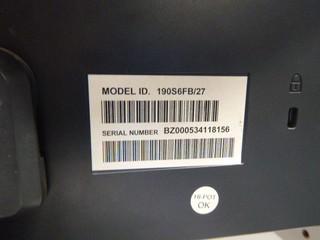 MODEL ID. 190S6FB/27
SERIAL NUMBER BZ000534118156
HI-POT
OK